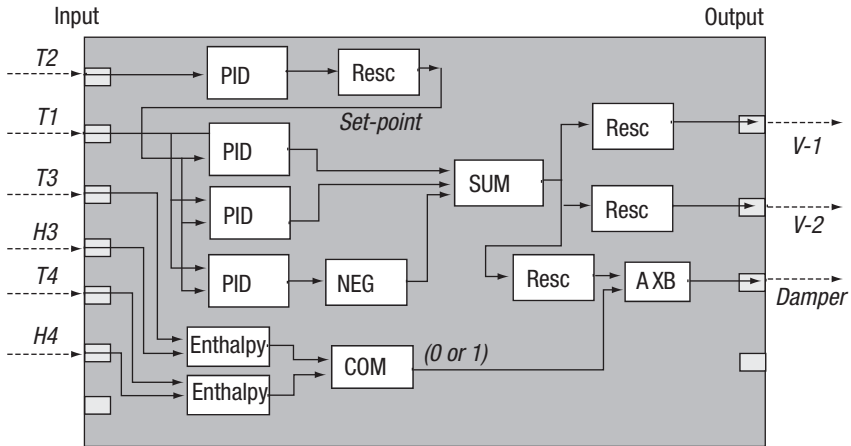 Input
Output
T2
PID
Resc
T1
Set-point
PID
Resc
V-1
T3
PID
SUM
Resc
V-2
H3
T4
PID
NEG
Resc
A XB
Damper
H4
Enthalpy
COM
(0 or 1)
Enthalpy